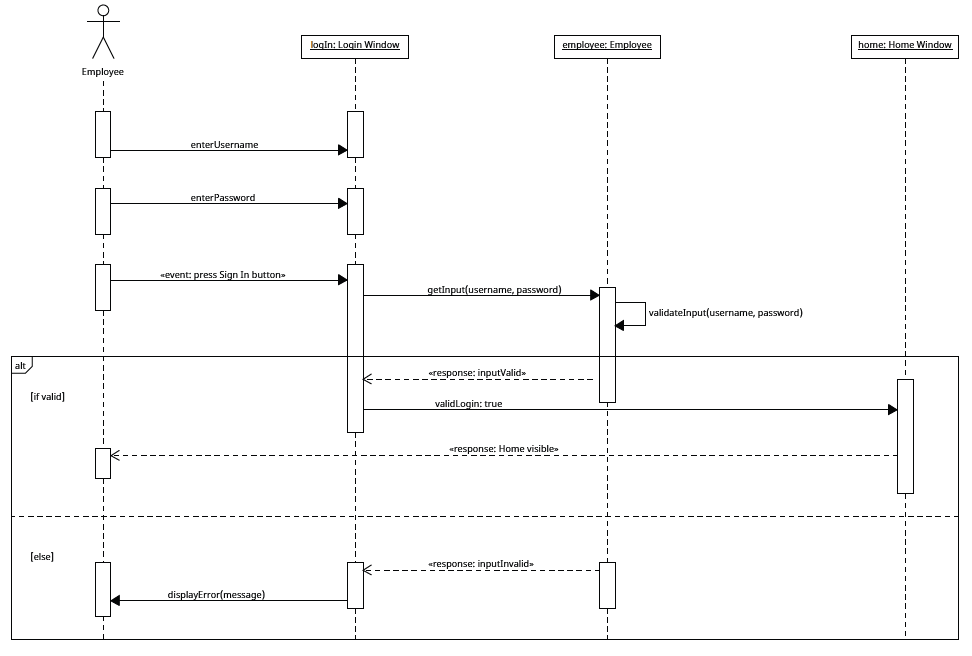 logIn: Login Window
employee: Employee
home: Home Window
Employee
enterUsername
enterPassword
«event: press Sign In button»
getInput(username, password)
validateInput(username, password)
alt
«response: inputValid»
[if valid]
validLogin: true
«response: Home visible»
[else]
«response: inputInvalid»
displayError(message)